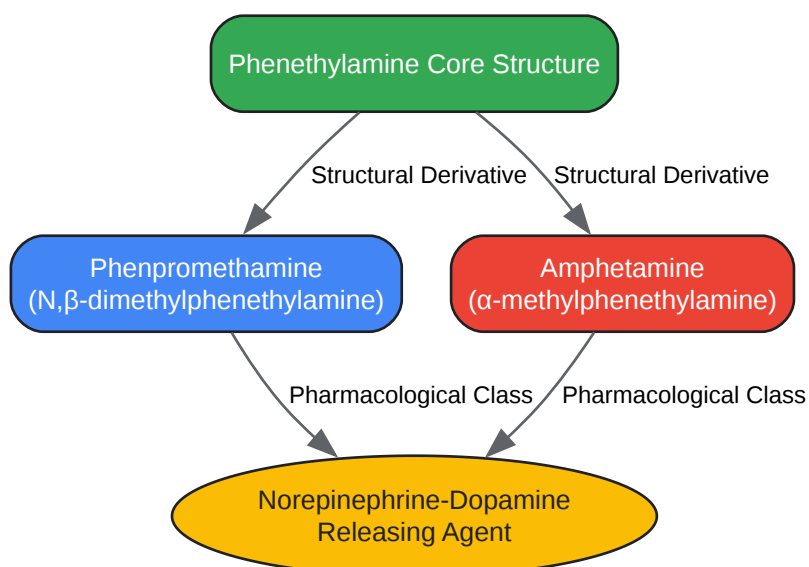 Phenethylamine Core Structure
Structural Derivative
Structural Derivative
Phenpromethamine
(N,β-dimethylphenethylamine)
Amphetamine
(α-methylphenethylamine)
Pharmacological Class
Pharmacological Class
Norepinephrine-Dopamine
Releasing Agent